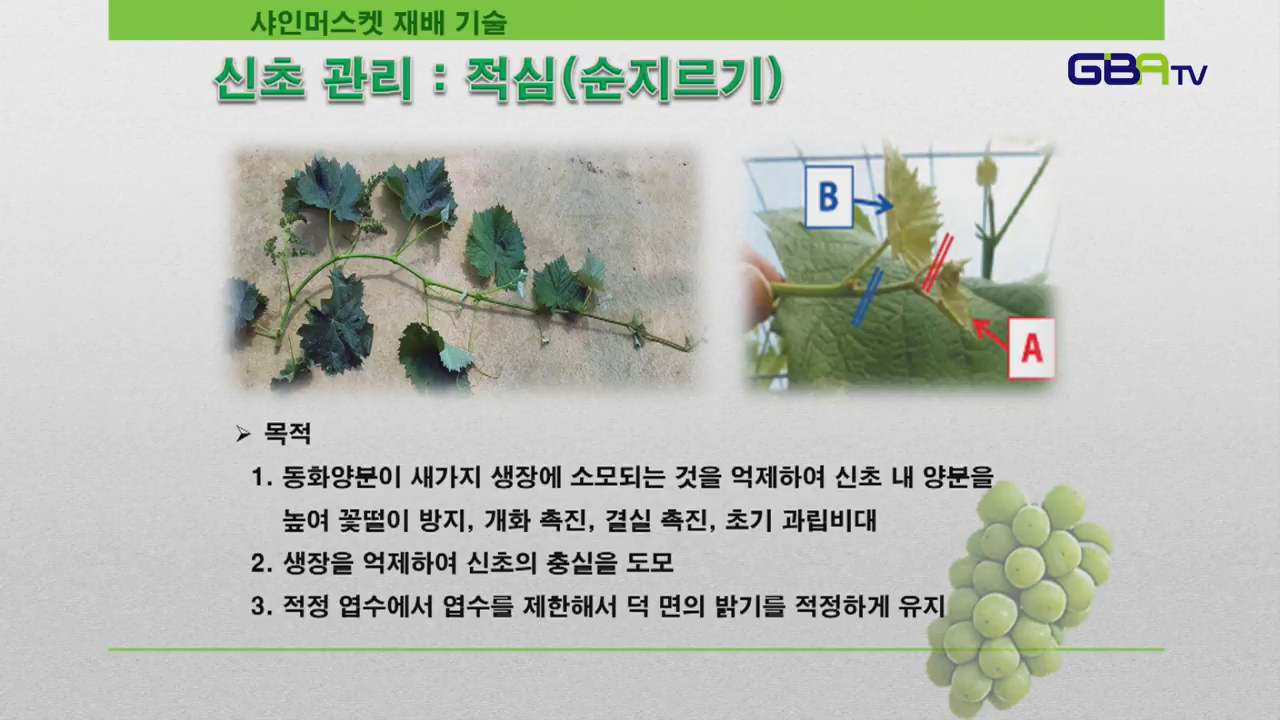 샤인머스켓 재배 기술
신초 관리 : 적심(순지르기)
GBATV
B
A
➢ 목적
1. 동화양분이 새가지 생장에 소모되는 것을 억제하여 신초 내 양분을
높여 꽃떨이 방지, 개화 촉진, 결실 촉진, 초기 과립비대
2. 생장을 억제하여 신초의 충실을 도모
3. 적정 엽수에서 엽수를 제한해서 덕 면의 밝기를 적정하게 유지